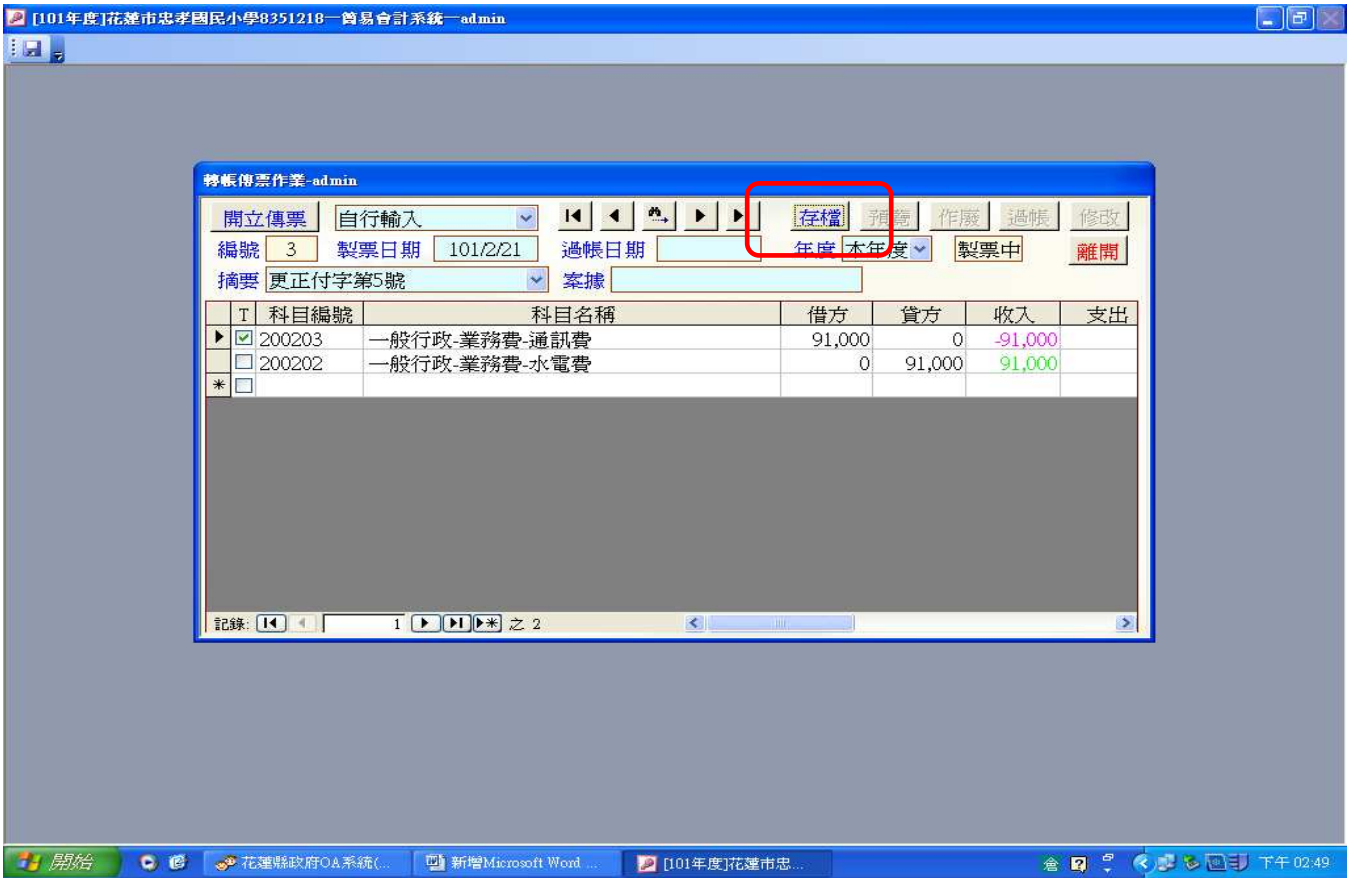 [101年度]花蓮市忠孝國民小學8351218—簡易會計系統—admin
轉帳傳票作業-admin
開立傳票 自行輸入 存檔 預覽 作廢 過帳 修改
編號 3 製票日期 101/2/21 過帳日期 年度 本年度 製票中 離開
摘要 更正付字第5號 案據
T 科目編號 科目名稱 借方 貸方 收入 支出
200203 一般行政-業務費-通訊費 91,000 0 -91,000
200202 一般行政-業務費-水電費 0 91,000 91,000
記錄: 1 之 2
開始 花蓮縣政府OA系統(... 新增Microsoft Word ... [101年度]花蓮市忠... 下午 02:49